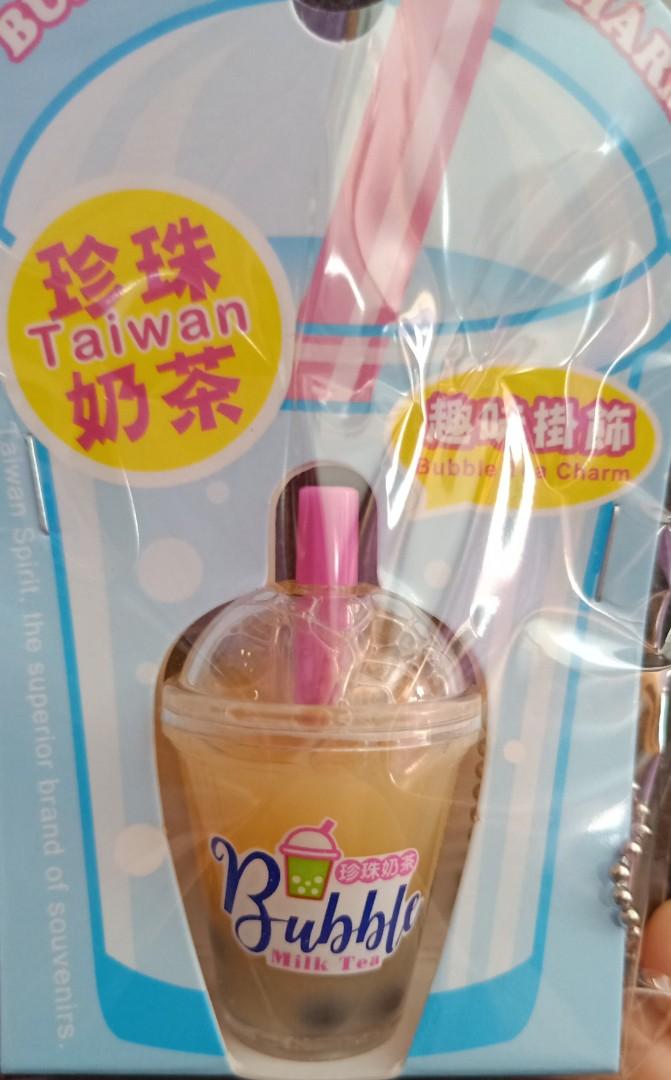 珍珠
Taiwan
奶茶
趣味掛飾
Bubble Tea Charm
Taiwan Spirit, the superior brand of souvenirs.
珍珠奶茶
Bubble
Milk Tea